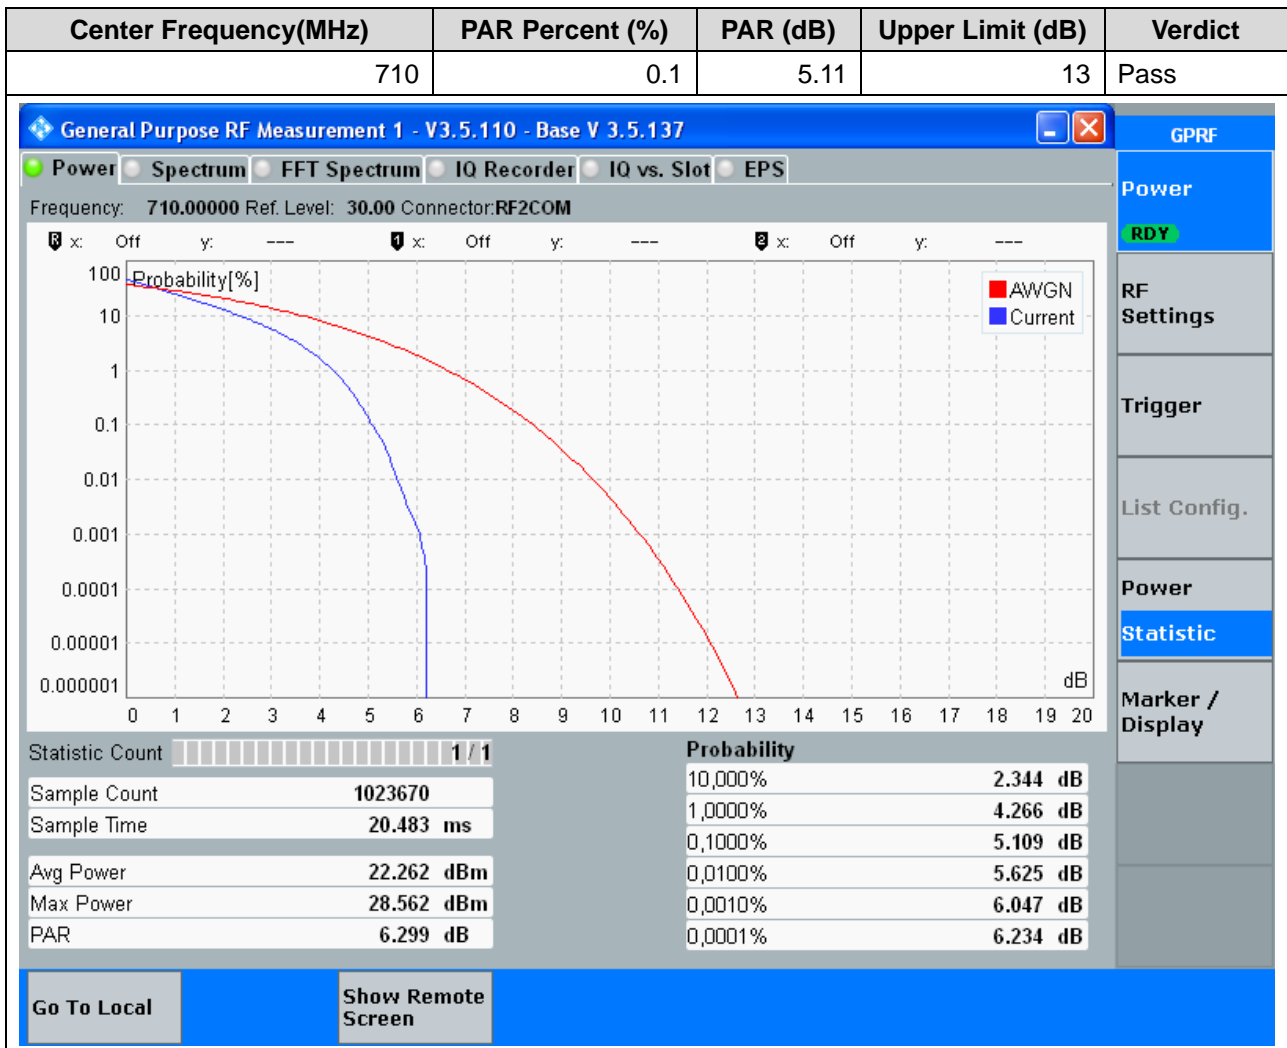 Center Frequency(MHz) PAR Percent (%) PAR (dB) Upper Limit (dB) Verdict
710 0.1 5.11 13 Pass
General Purpose RF Measurement 1 - V3.5.110 - Base V 3.5.137
GPRF
Power Spectrum FFT Spectrum IQ Recorder IQ vs. Slot EPS
Frequency: 710.00000 Ref. Level: 30.00 Connector:RF2COM
R x: Off y: --- 1 x: Off y: --- 2 x: Off y: ---
Probability[%]
AWGN
Current
100
10
1
0.1
0.01
0.001
0.0001
0.00001
0.000001
dB
0 1 2 3 4 5 6 7 8 9 10 11 12 13 14 15 16 17 18 19 20
Statistic Count 1 / 1
Sample Count 1023670
Sample Time 20.483 ms
Avg Power 22.262 dBm
Max Power 28.562 dBm
PAR 6.299 dB
Probability
10,000% 2.344 dB
1,0000% 4.266 dB
0,1000% 5.109 dB
0,0100% 5.625 dB
0,0010% 6.047 dB
0,0001% 6.234 dB
Power
RDY
RF
Settings
Trigger
List Config.
Power
Statistic
Marker /
Display
Go To Local
Show Remote
Screen